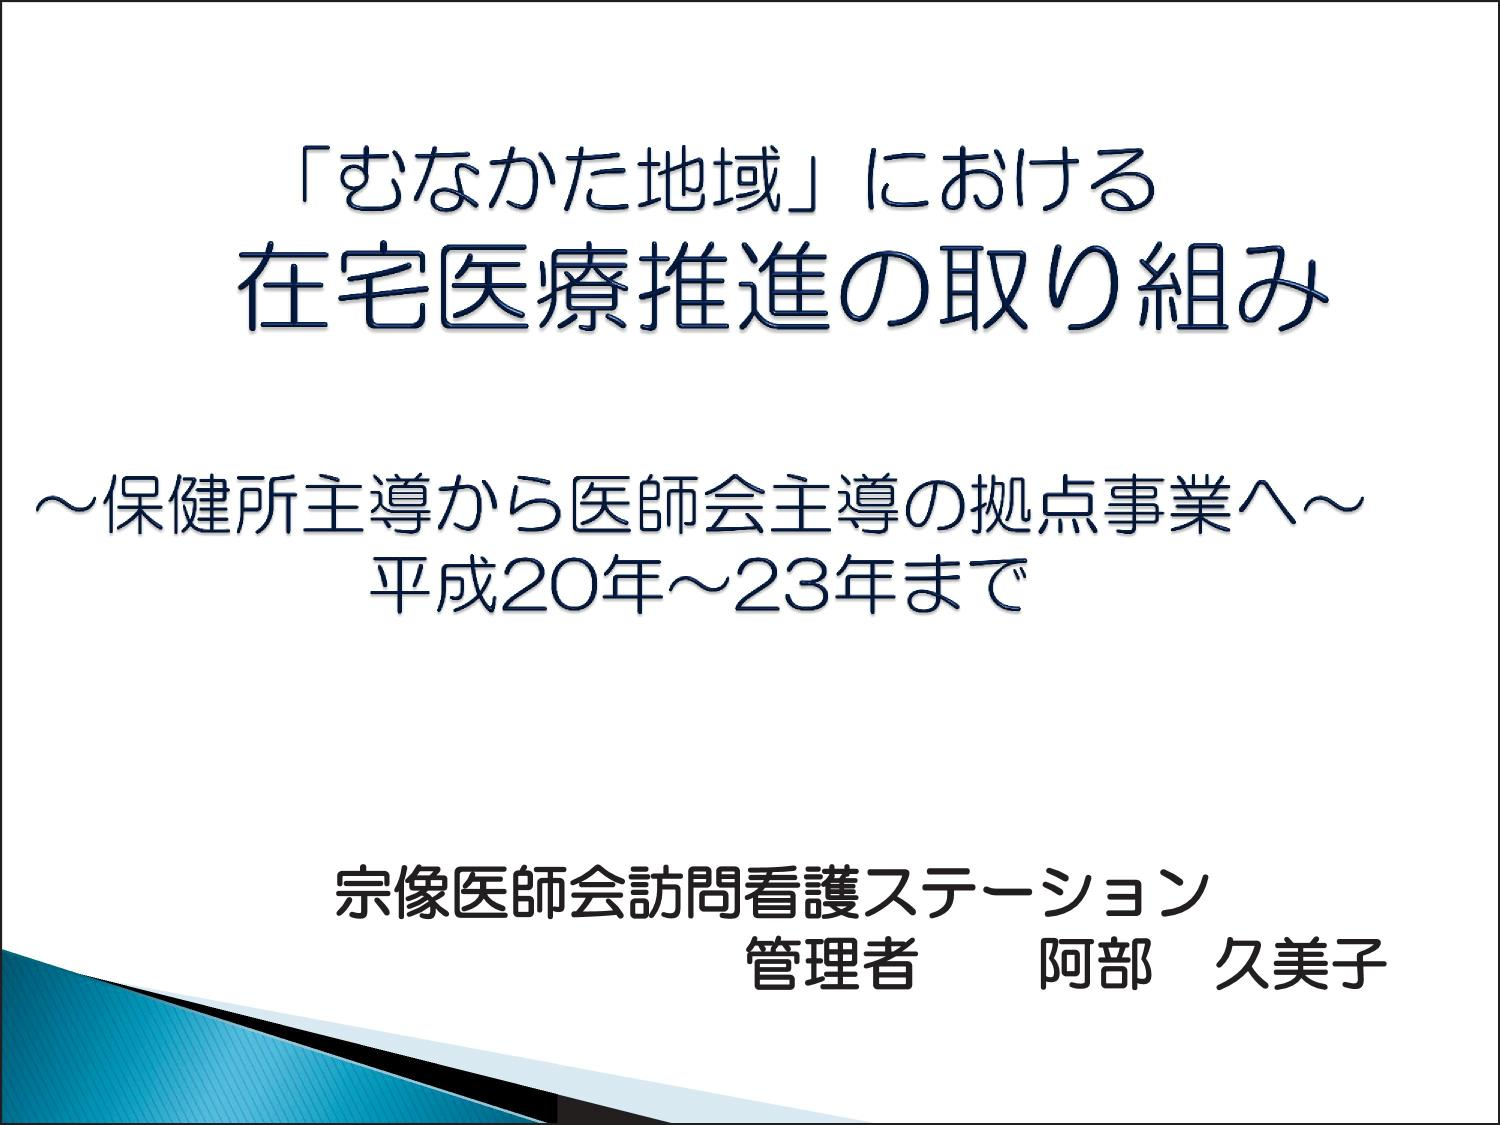 「むなかた地域」における
在宅医療推進の取り組み
～保健所主導から医師会主導の拠点事業へ～
平成20年～23年まで
宗像医師会訪問看護ステーション
管理者　　阿部　久美子